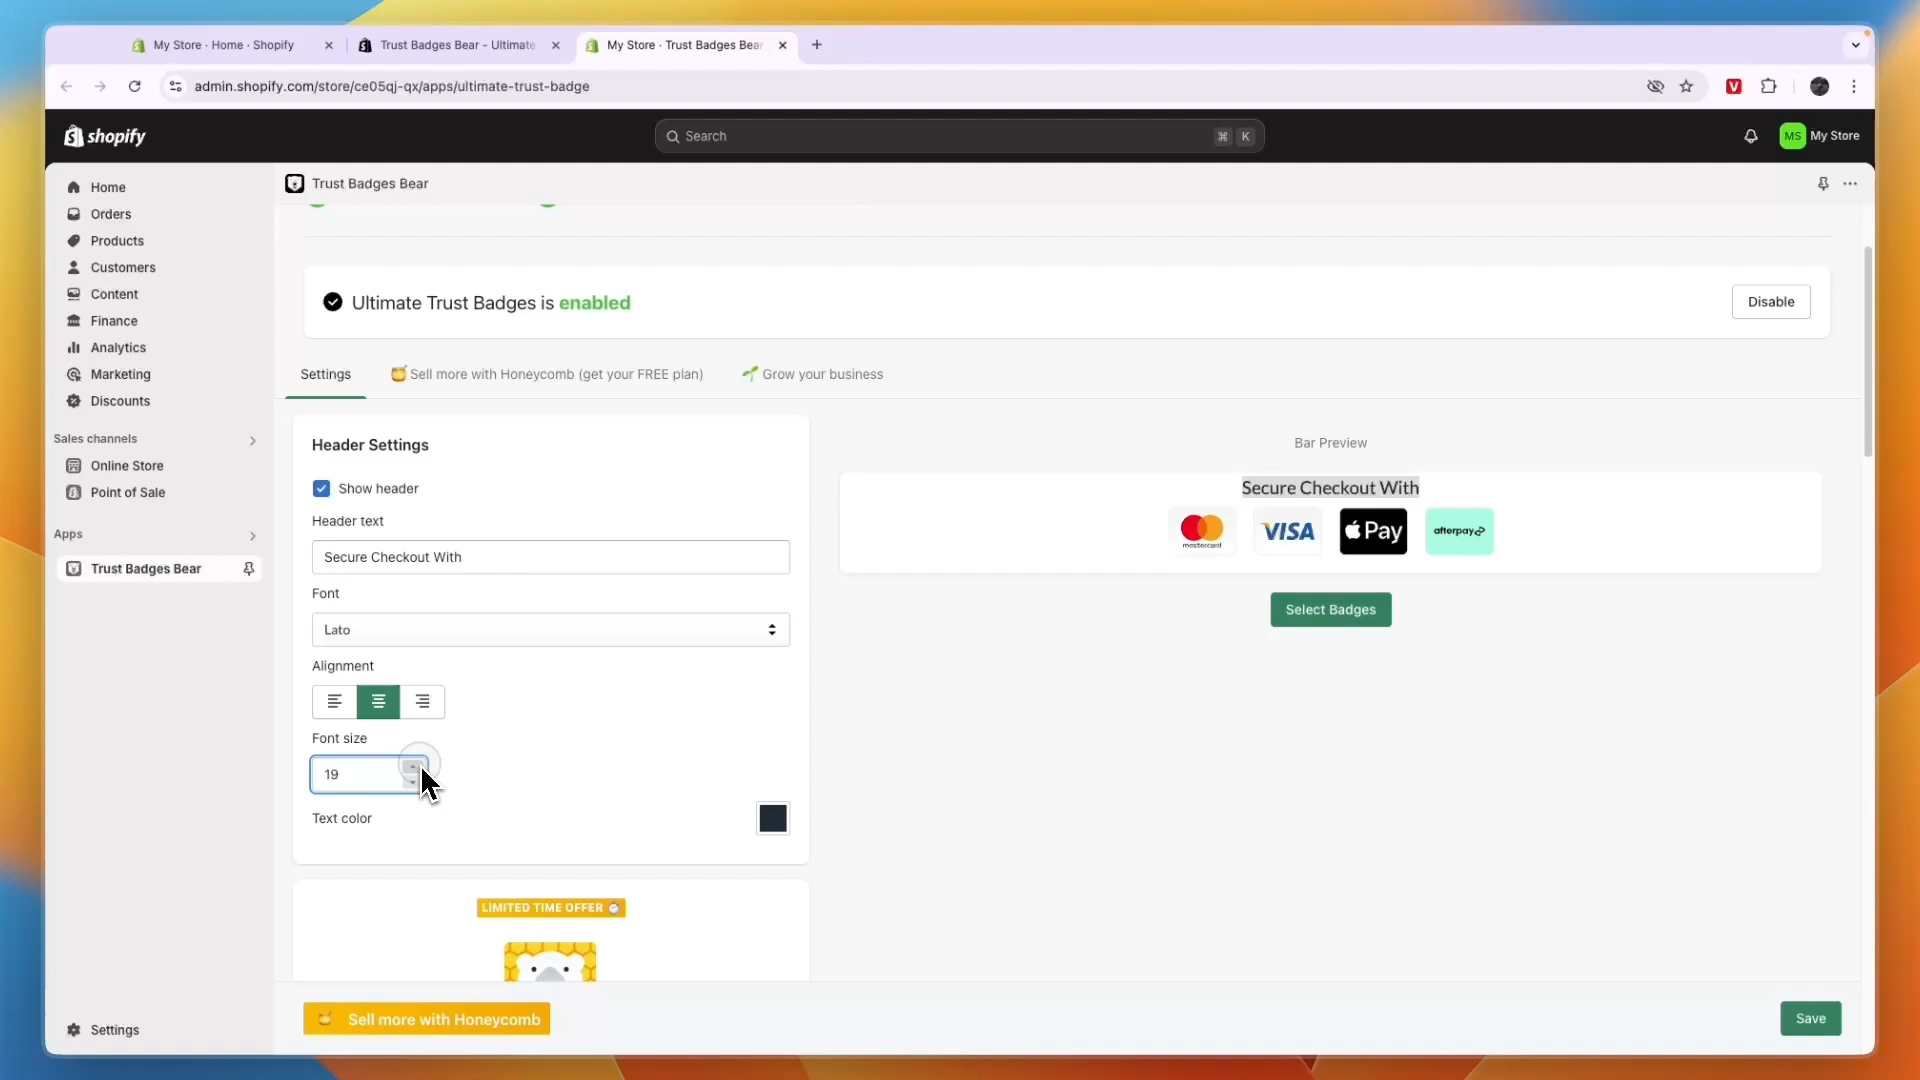 My Store · Home · Shopify
Trust Badges Bear - Ultimate
My Store · Trust Badges Bear
admin.shopify.com/store/ce05qj-qx/apps/ultimate-trust-badge
V
shopify
Search
⌘ K
MS My Store
Home
Orders
Products
Customers
Content
Finance
Analytics
Marketing
Discounts
Sales channels
Online Store
Point of Sale
Apps
Trust Badges Bear
Settings
Trust Badges Bear
Ultimate Trust Badges is enabled
Disable
Settings
Sell more with Honeycomb (get your FREE plan)
Grow your business
Header Settings
Show header
Header text
Secure Checkout With
Font
Lato
Alignment
Font size
19
Text color
LIMITED TIME OFFER
Bar Preview
Secure Checkout With
mastercard
VISA
Pay
afterpay
Select Badges
Sell more with Honeycomb
Save